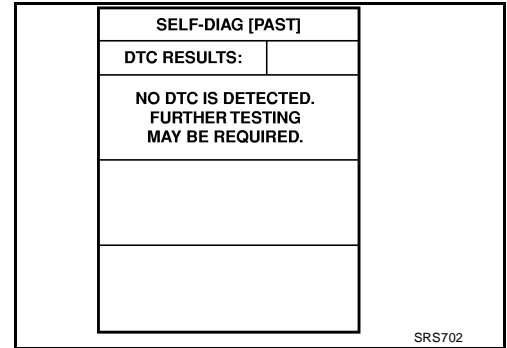 SELF-DIAG [PAST]
DTC RESULTS:
NO DTC IS DETECTED.
FURTHER TESTING
MAY BE REQUIRED.
SRS702